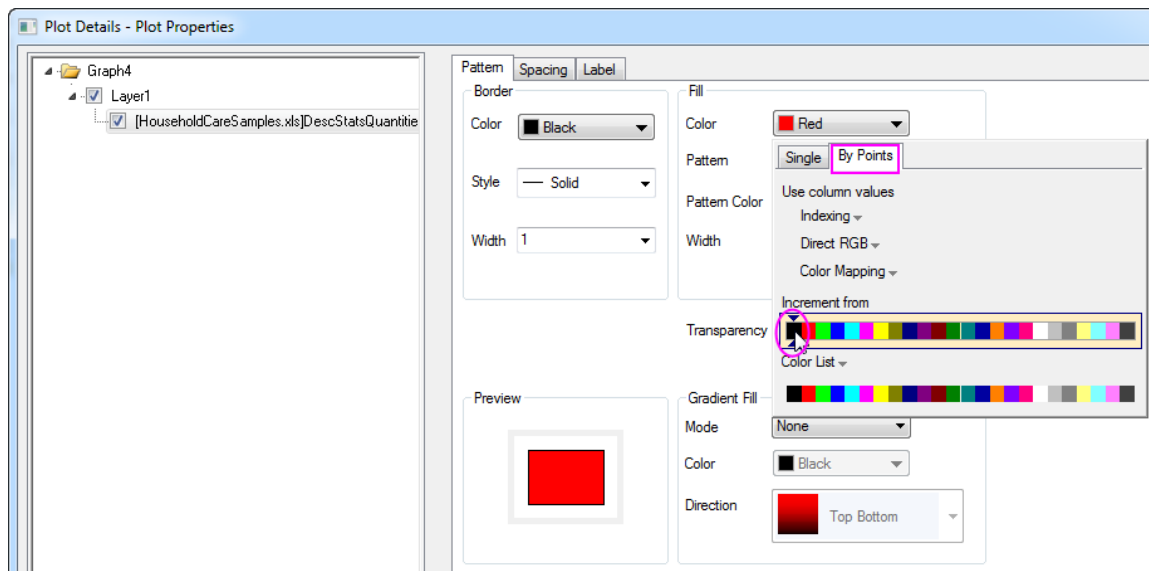 Plot Details - Plot Properties
Graph4
Layer1
[HouseholdCareSamples.xls]DescStatsQuantitie
Pattern Spacing Label
Border
Color Black
Style Solid
Width 1
Fill
Color Red
Pattern
Pattern Color
Width
Single By Points
Use column values
Indexing
Direct RGB
Color Mapping
Increment from
Color List
Transparency
Preview
Gradient Fill
Mode None
Color Black
Direction Top Bottom